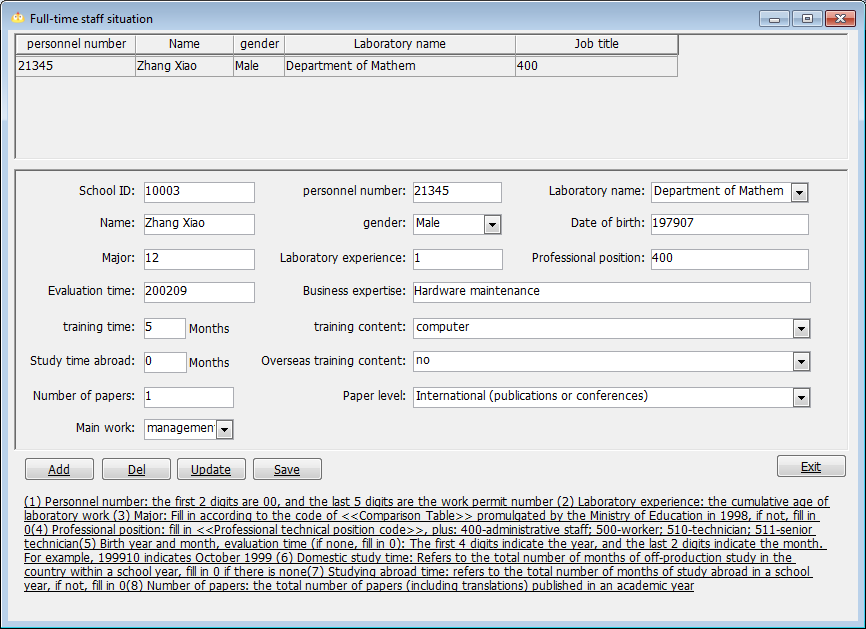 Full-time staff situation
personnel number Name gender Laboratory name Job title
21345 Zhang Xiao Male Department of Mathem 400
School ID: 10003 personnel number: 21345 Laboratory name: Department of Mathem
Name: Zhang Xiao gender: Male Date of birth: 197907
Major: 12 Laboratory experience: 1 Professional position: 400
Evaluation time: 200209 Business expertise: Hardware maintenance
training time: 5 Months training content: computer
Study time abroad: 0 Months Overseas training content: no
Number of papers: 1 Paper level: International (publications or conferences)
Main work: management
Add Del Update Save Exit
(1) Personnel number: the first 2 digits are 00, and the last 5 digits are the work permit number (2) Laboratory experience: the cumulative age of
laboratory work (3) Major: Fill in according to the code of <<Comparison Table>> promulgated by the Ministry of Education in 1998, if not, fill in
0(4) Professional position: fill in <<Professional technical position code>>, plus: 400-administrative staff; 500-worker; 510-technician; 511-senior
technician(5) Birth year and month, evaluation time (if none, fill in 0): The first 4 digits indicate the year, and the last 2 digits indicate the month.
For example, 199910 indicates October 1999 (6) Domestic study time: Refers to the total number of months of off-production study in the
country within a school year, fill in 0 if there is none(7) Studying abroad time: refers to the total number of months of study abroad in a school
year, if not, fill in 0(8) Number of papers: the total number of papers (including translations) published in an academic year